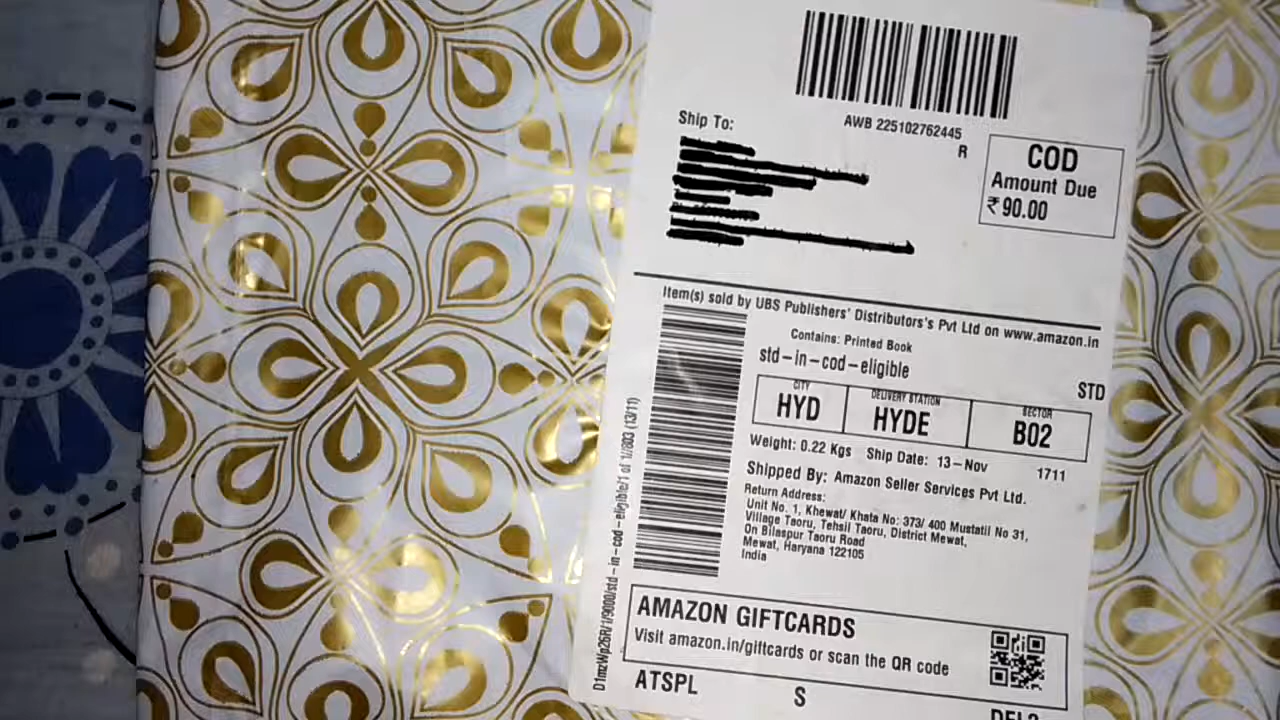 AWB 225102762445
R
Ship To:
COD
Amount Due
₹ 90.00
Item(s) sold by UBS Publishers' Distributors's Pvt Ltd on www.amazon.in
Contains: Printed Book
std-in-cod-eligible
STD
CITY
HYD
DELIVERY STATION
HYDE
SECTOR
B02
Weight: 0.22 Kgs Ship Date: 13-Nov 1711
Shipped By: Amazon Seller Services Pvt Ltd.
Return Address:
Unit No. 1, Khewat/ Khata No: 373/ 400 Mustatil No 31,
Village Taoru, Tehsil Taoru, District Mewat,
On Bilaspur Taoru Road
Mewat, Haryana 122105
India
AMAZON GIFTCARDS
Visit amazon.in/giftcards or scan the QR code
ATSPL
S